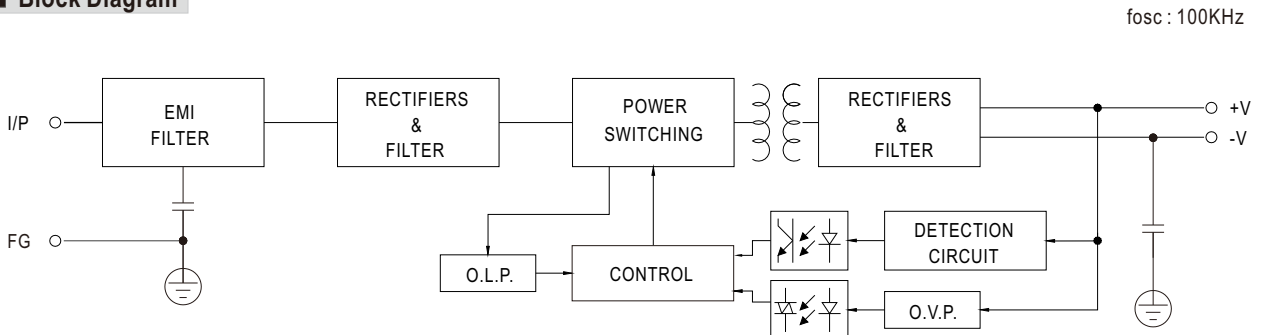 Block Diagram
fosc : 100KHz
I/P
EMI
FILTER
RECTIFIERS
&
FILTER
POWER
SWITCHING
RECTIFIERS
&
FILTER
+V
-V
FG
O.L.P.
CONTROL
DETECTION
CIRCUIT
O.V.P.